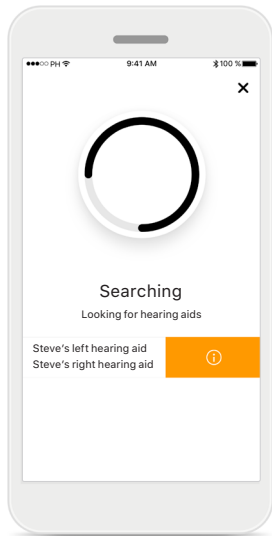 PH 9:41 AM 100 %
Searching
Looking for hearing aids
Steve's left hearing aid
Steve's right hearing aid